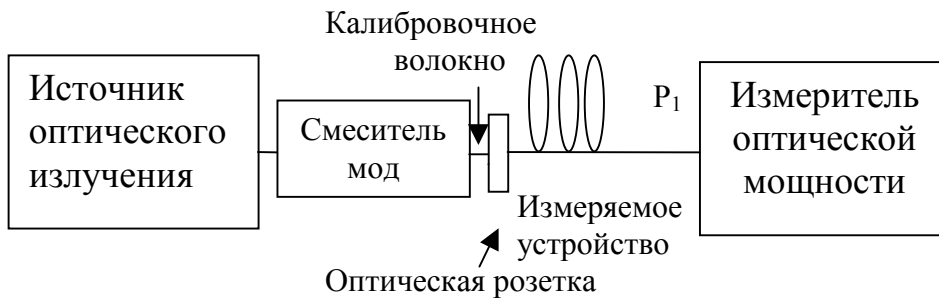 Калибровочное
волокно
Источник
оптического
излучения
Смеситель
мод
P1
Измеритель
оптической
мощности
Измеряемое
устройство
Оптическая розетка